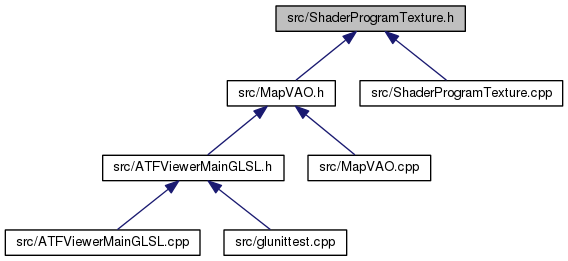 src/ShaderProgramTexture.h
src/MapVAO.h
src/ShaderProgramTexture.cpp
src/ATFViewerMainGLSL.h
src/MapVAO.cpp
src/ATFViewerMainGLSL.cpp
src/glunittest.cpp